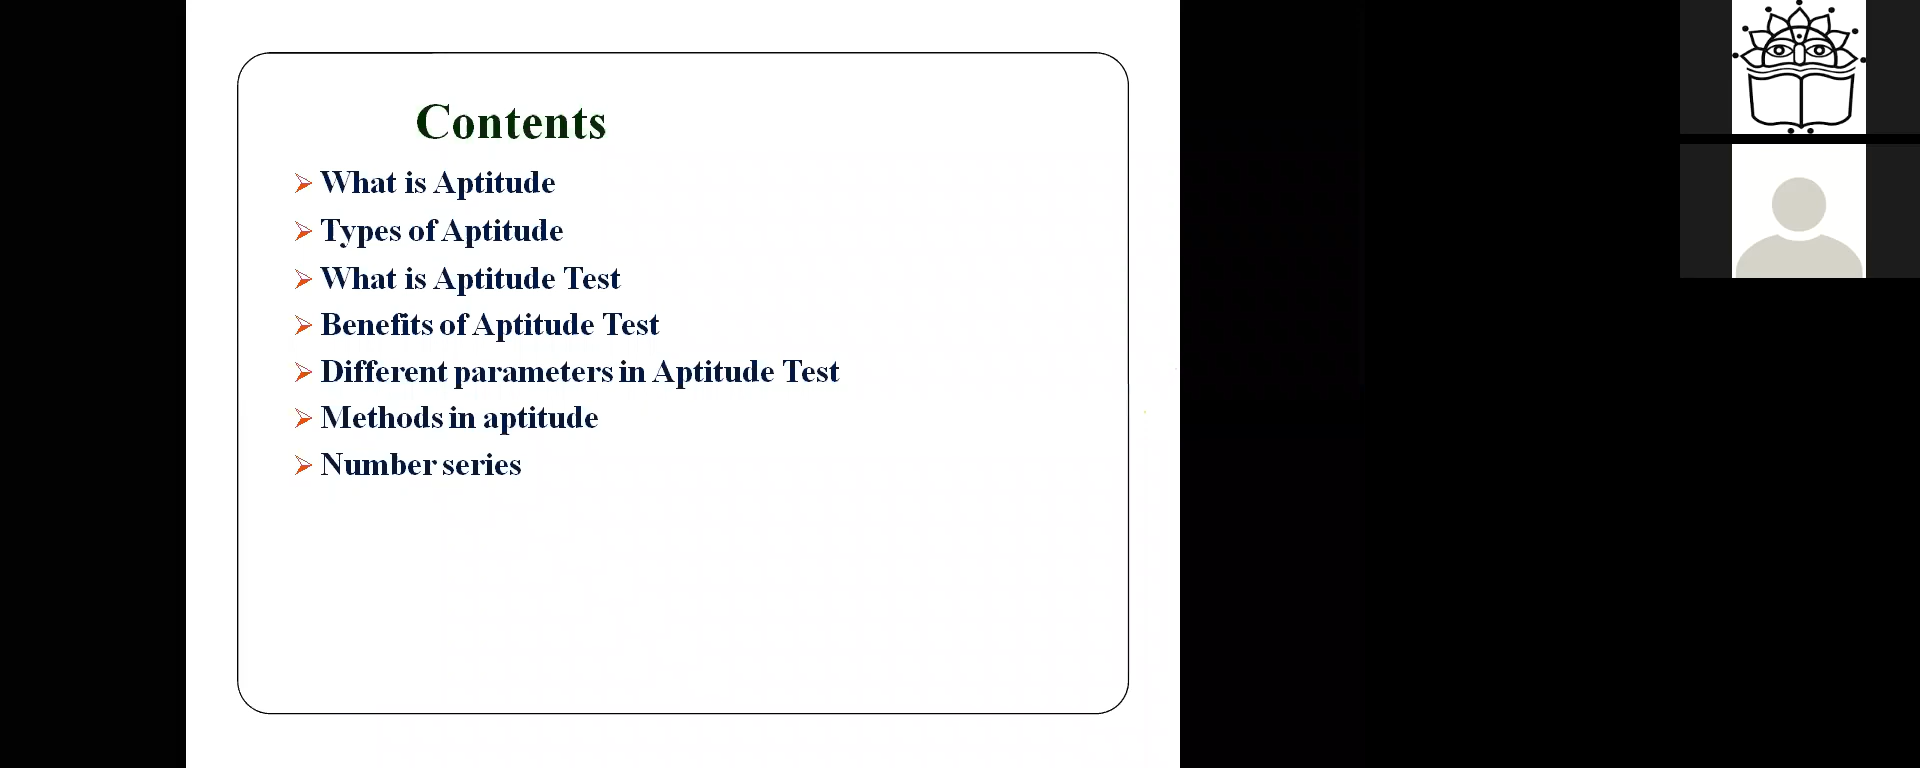 Contents
What is Aptitude
Types of Aptitude
What is Aptitude Test
Benefits of Aptitude Test
Different parameters in Aptitude Test
Methods in aptitude
Number series